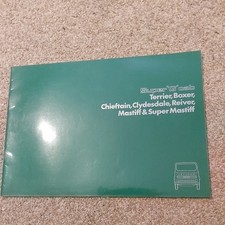 Super 'G' cab
Terrier, Boxer,
Chieftain, Clydesdale, Reiver,
Mastiff & Super Mastiff